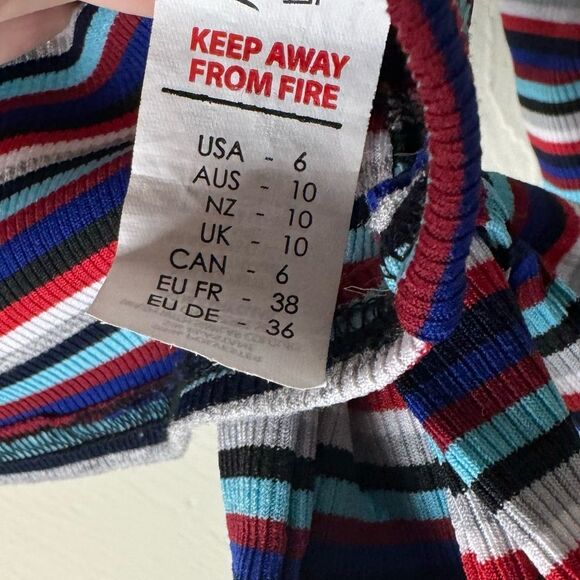 KEEP AWAY
FROM FIRE
USA - 6
AUS - 10
NZ - 10
UK - 10
CAN - 6
EU FR - 38
EU DE - 36